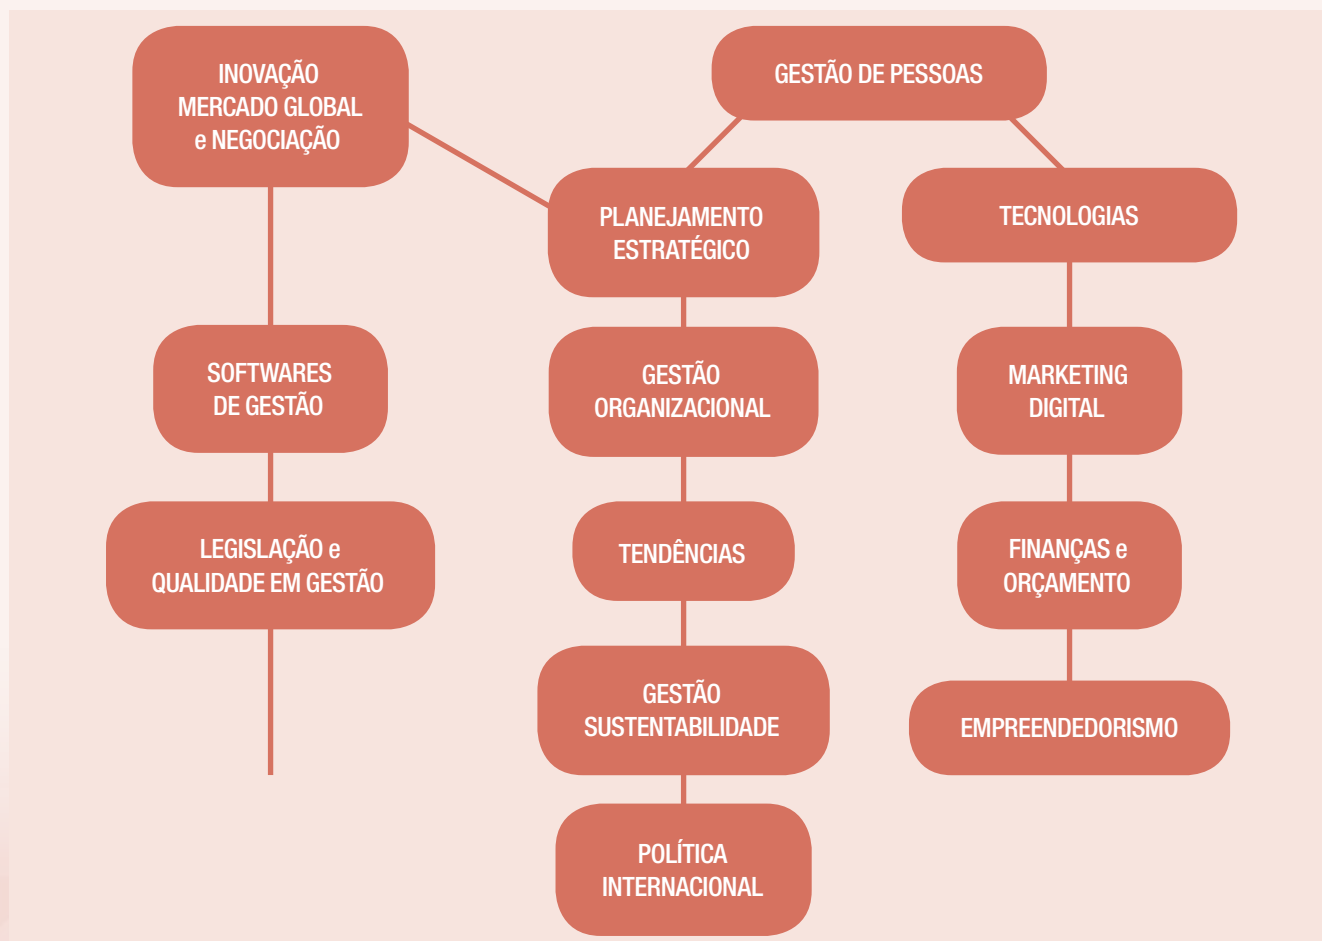 INOVAÇÃO
MERCADO GLOBAL
e NEGOCIAÇÃO
GESTÃO DE PESSOAS
PLANEJAMENTO
ESTRATÉGICO
TECNOLOGIAS
SOFTWARES
DE GESTÃO
GESTÃO
ORGANIZACIONAL
MARKETING
DIGITAL
LEGISLAÇÃO e
QUALIDADE EM GESTÃO
TENDÊNCIAS
FINANÇAS e
ORÇAMENTO
GESTÃO
SUSTENTABILIDADE
EMPREENDEDORISMO
POLÍTICA
INTERNACIONAL